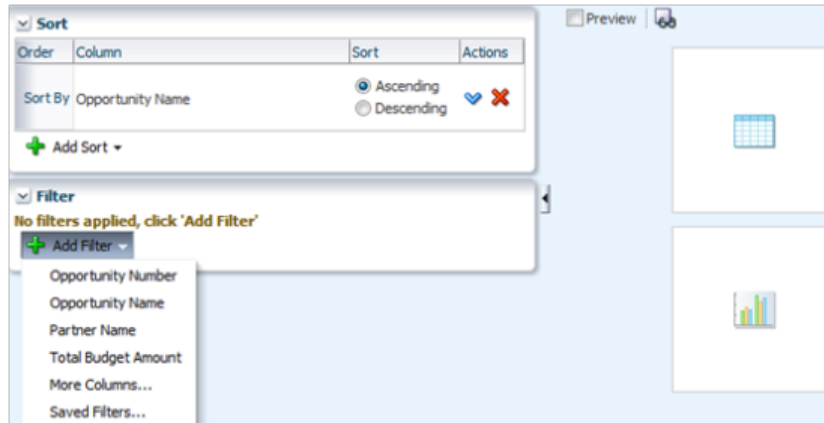 Sort
Preview
Order Column Sort Actions
Sort By Opportunity Name Ascending
Descending
Add Sort
Filter
No filters applied, click 'Add Filter'
Add Filter
Opportunity Number
Opportunity Name
Partner Name
Total Budget Amount
More Columns...
Saved Filters...